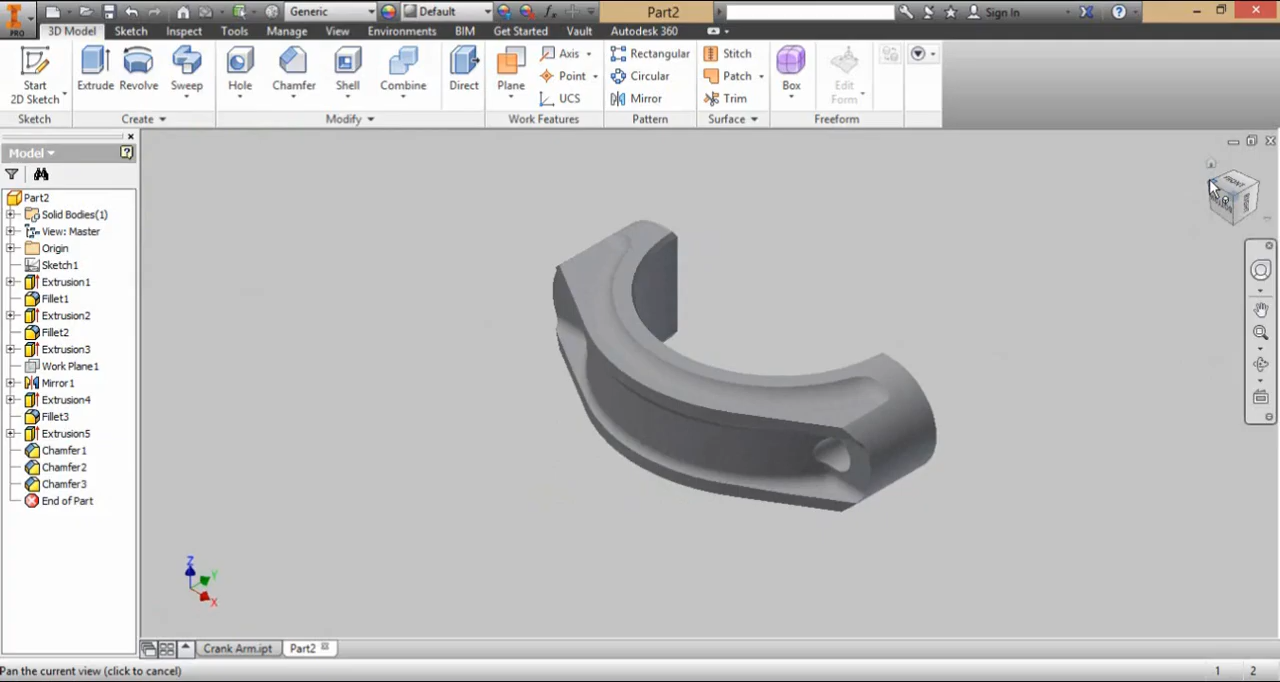 PRO
Generic
Default
Part2
Sign In
3D Model Sketch Inspect Tools Manage View Environments BIM Get Started Vault Autodesk 360
Start
2D Sketch
Extrude
Revolve
Sweep
Hole
Chamfer
Shell
Combine
Direct
Plane
Axis
Point
UCS
Rectangular
Circular
Mirror
Stitch
Patch
Trim
Box
Edit
Form
Sketch
Create
Modify
Work Features
Pattern
Surface
Freeform
Model
Part2
Solid Bodies(1)
View: Master
Origin
Sketch1
Extrusion1
Fillet1
Extrusion2
Fillet2
Extrusion3
Work Plane1
Mirror1
Extrusion4
Fillet3
Extrusion5
Chamfer1
Chamfer2
Chamfer3
End of Part
FRONT
Z
Y
X
Crank Arm.ipt
Part2
Pan the current view (click to cancel)
1
2